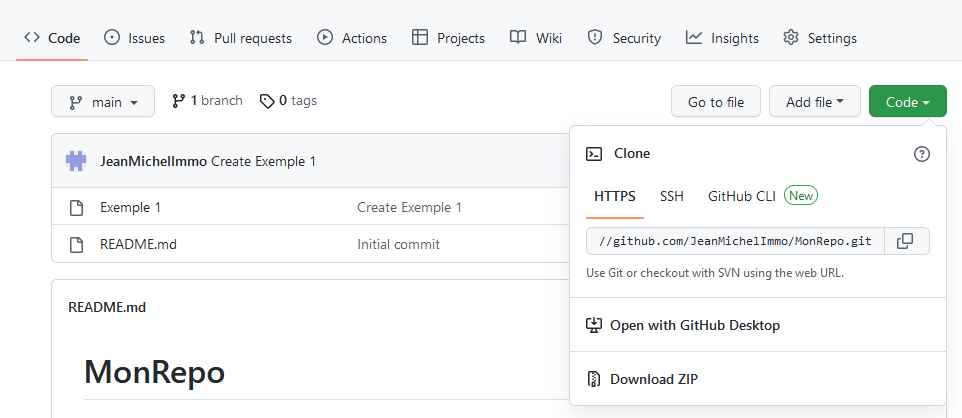 Code Issues Pull requests Actions Projects Wiki Security Insights Settings
main 1 branch 0 tags Go to file Add file Code
JeanMichelImmo Create Exemple 1
Exemple 1 Create Exemple 1
README.md Initial commit
README.md
MonRepo
Clone
HTTPS SSH GitHub CLI New
//github.com/JeanMichelImmo/MonRepo.git
Use Git or checkout with SVN using the web URL.
Open with GitHub Desktop
Download ZIP